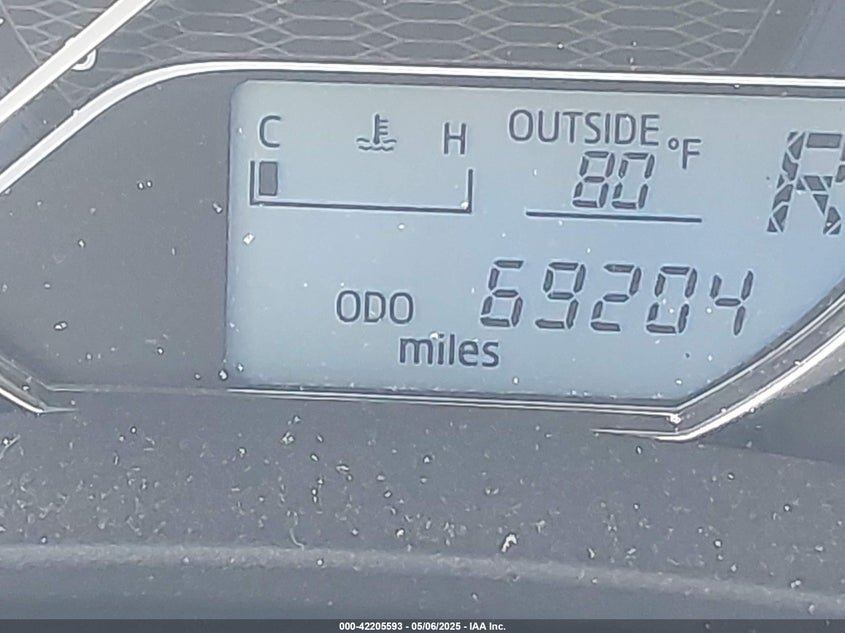 C H OUTSIDE °F
80 R
ODO 69204
miles
000-42205593 - 05/06/2025 - IAA Inc.